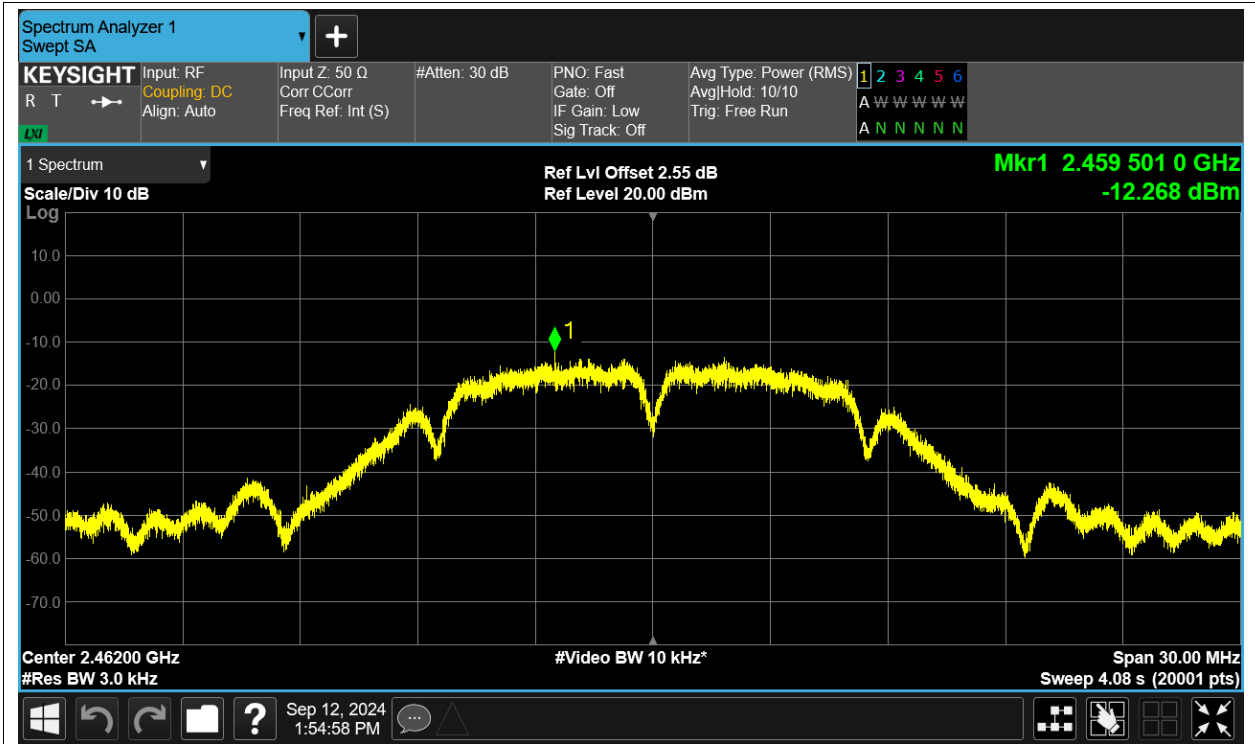 Spectrum Analyzer 1
Swept SA
KEYSIGHT
R T
LXI
Input: RF
Coupling: DC
Align: Auto
Input Z: 50 Ω
Corr CCorr
Freq Ref: Int (S)
#Atten: 30 dB
PNO: Fast
Gate: Off
IF Gain: Low
Sig Track: Off
Avg Type: Power (RMS)
Avg|Hold: 10/10
Trig: Free Run
1 2 3 4 5 6
A W W W W W
A N N N N N
1 Spectrum
Scale/Div 10 dB
Log
Ref Lvl Offset 2.55 dB
Ref Level 20.00 dBm
Mkr1 2.459 501 0 GHz
-12.268 dBm
10.0
0.00
-10.0
-20.0
-30.0
-40.0
-50.0
-60.0
-70.0
1
Center 2.46200 GHz
#Res BW 3.0 kHz
#Video BW 10 kHz*
Span 30.00 MHz
Sweep 4.08 s (20001 pts)
?
Sep 12, 2024
1:54:58 PM